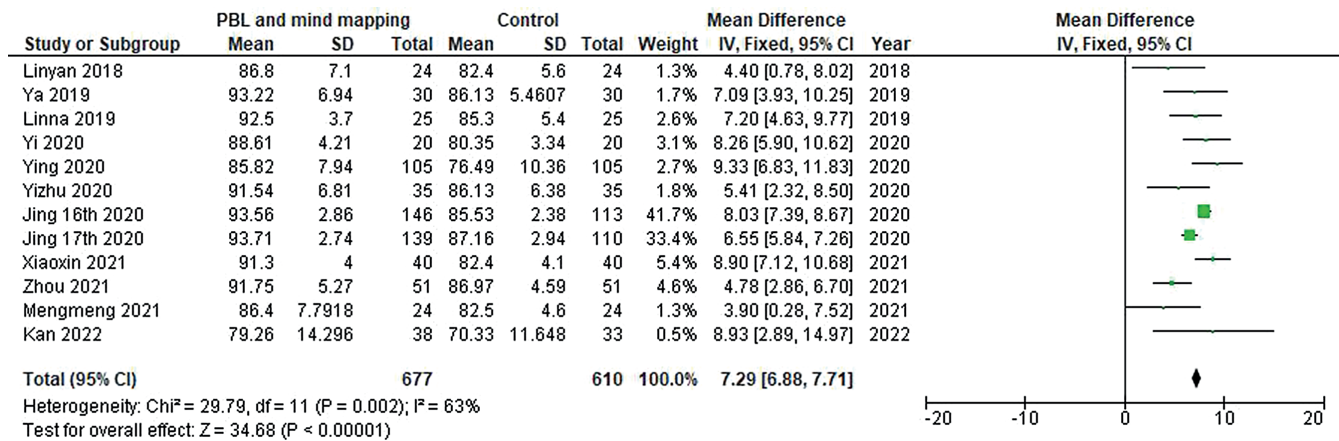 PBL and mind mapping Control Mean Difference Mean Difference
Study or Subgroup Mean SD Total Mean SD Total Weight IV, Fixed, 95% CI Year IV, Fixed, 95% CI
Linyan 2018 86.8 7.1 24 82.4 5.6 24 1.3% 4.40 [0.78, 8.02] 2018
Ya 2019 93.22 6.94 30 86.13 5.4607 30 1.7% 7.09 [3.93, 10.25] 2019
Linna 2019 92.5 3.7 25 85.3 5.4 25 2.6% 7.20 [4.63, 9.77] 2019
Yi 2020 88.61 4.21 20 80.35 3.34 20 3.1% 8.26 [5.90, 10.62] 2020
Ying 2020 85.82 7.94 105 76.49 10.36 105 2.7% 9.33 [6.83, 11.83] 2020
Yizhu 2020 91.54 6.81 35 86.13 6.38 35 1.8% 5.41 [2.32, 8.50] 2020
Jing 16th 2020 93.56 2.86 146 85.53 2.38 113 41.7% 8.03 [7.39, 8.67] 2020
Jing 17th 2020 93.71 2.74 139 87.16 2.94 110 33.4% 6.55 [5.84, 7.26] 2020
Xiaoxin 2021 91.3 4 40 82.4 4.1 40 5.4% 8.90 [7.12, 10.68] 2021
Zhou 2021 91.75 5.27 51 86.97 4.59 51 4.6% 4.78 [2.86, 6.70] 2021
Mengmeng 2021 86.4 7.7918 24 82.5 4.6 24 1.3% 3.90 [0.28, 7.52] 2021
Kan 2022 79.26 14.296 38 70.33 11.648 33 0.5% 8.93 [2.89, 14.97] 2022
Total (95% CI) 677 610 100.0% 7.29 [6.88, 7.71]
Heterogeneity: Chi² = 29.79, df = 11 (P = 0.002); I² = 63%
Test for overall effect: Z = 34.68 (P < 0.00001)
-20 -10 0 10 20